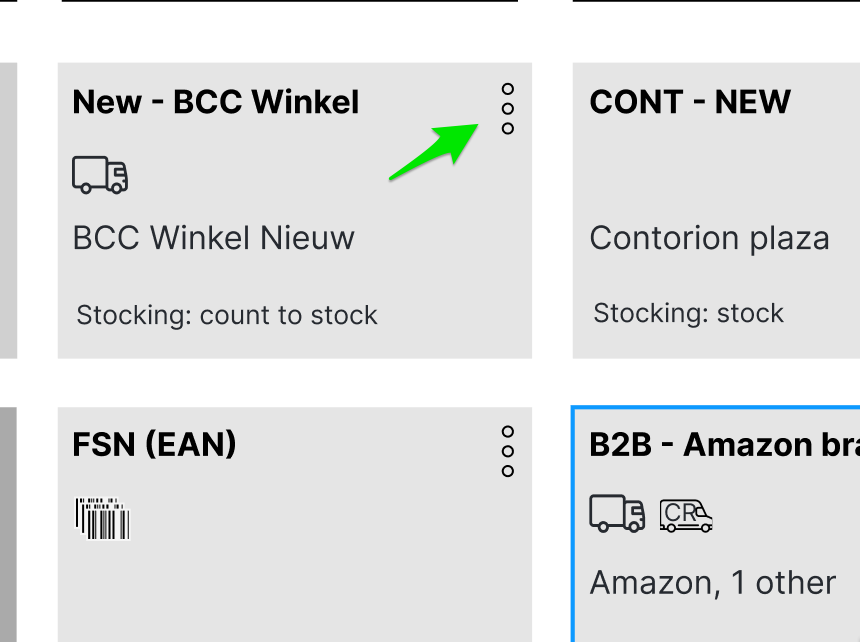 New - BCC Winkel
BCC Winkel Nieuw
Stocking: count to stock
CONT - NEW
Contorion plaza
Stocking: stock
FSN (EAN)
B2B - Amazon bra
CR
Amazon, 1 other